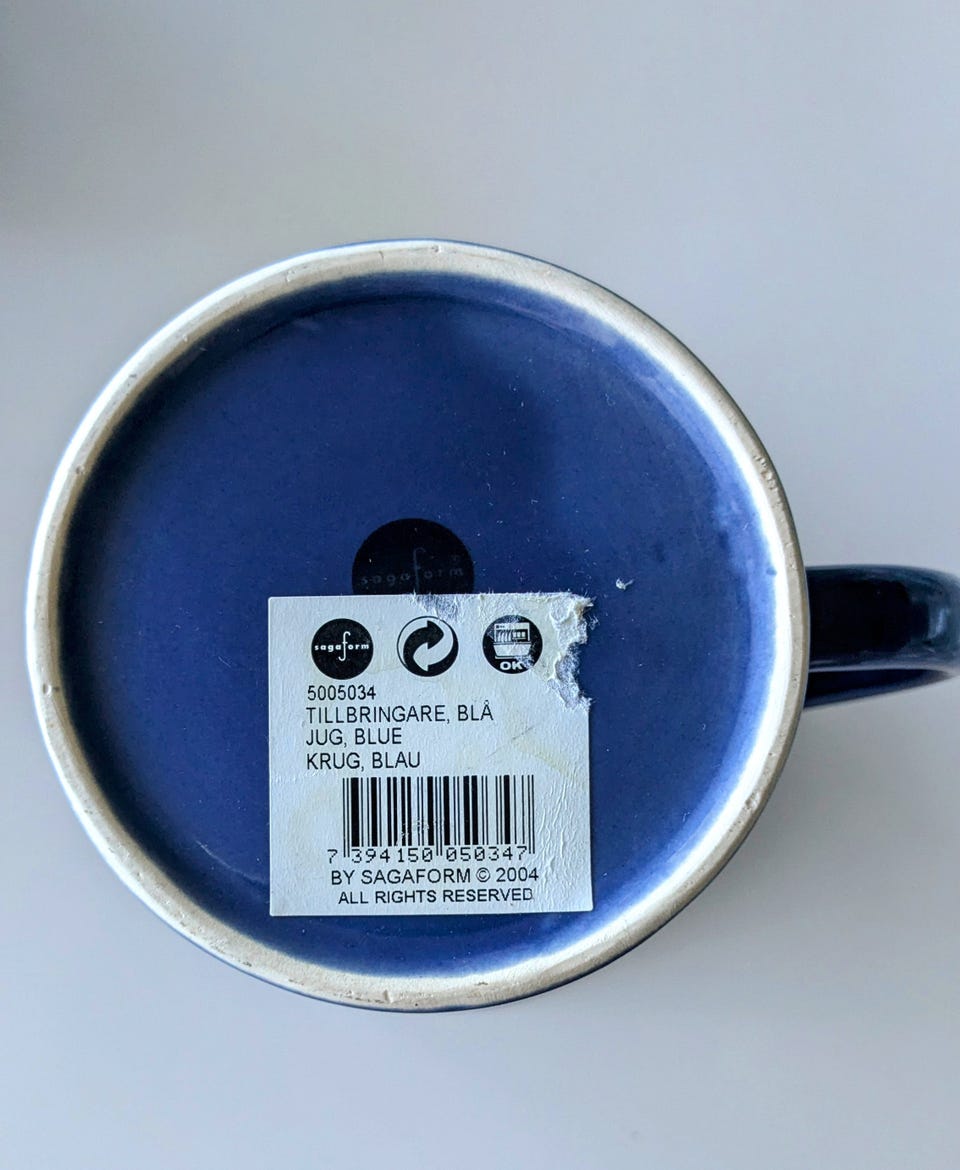 sagaform
sagaform
OK
5005034
TILLBRINGARE, BLÅ
JUG, BLUE
KRUG, BLAU
7 394150 050347
BY SAGAFORM © 2004
ALL RIGHTS RESERVED